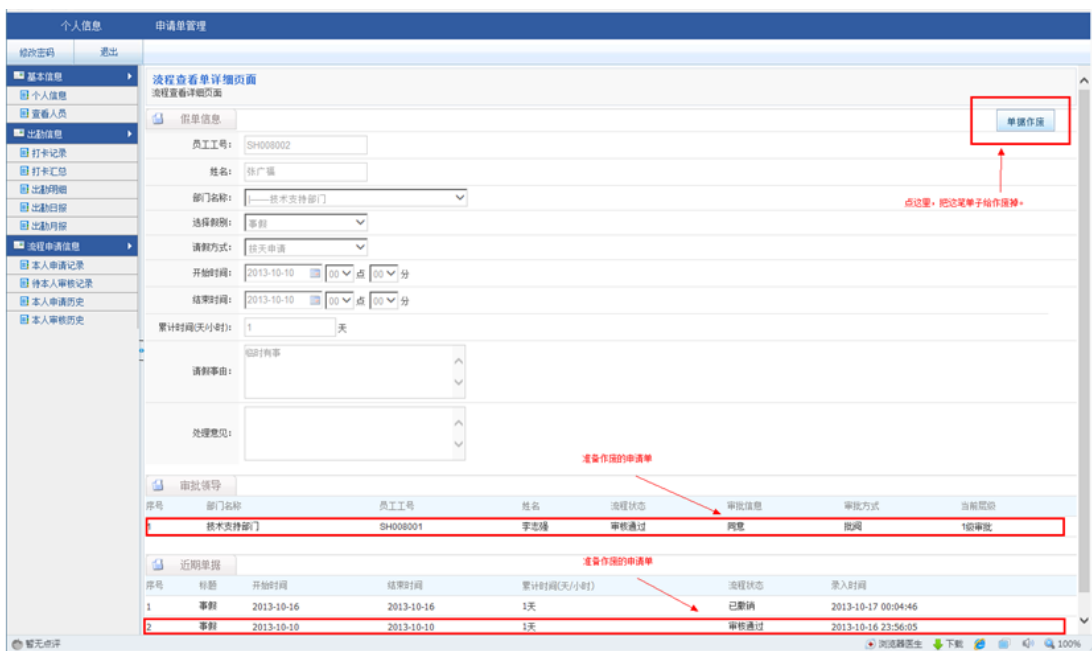 个人信息 申请单管理
修改密码 退出
基本信息
个人信息
查看人员
出勤信息
打卡记录
打卡汇总
出勤明细
出勤日报
出勤月报
流程申请信息
本人申请记录
待本人审核记录
本人申请历史
本人审核历史
流程查看单详细页面
流程查看详细页面
假单信息
单据作废
员工工号: SH008002
姓名: 张广福
点这里，把这笔单子给作废掉。
部门名称: |——技术支持部门
选择假别: 事假
请假方式: 按天申请
开始时间: 2013-10-10 00 点 00 分
结束时间: 2013-10-10 00 点 00 分
累计时间(天/小时): 1 天
请假事由: 临时有事
处理意见:
准备作废的申请单
审批领导
序号 部门名称 员工工号 姓名 流程状态 审批信息 审批方式 当前层级
1 技术支持部门 SH008001 李志强 审核通过 同意 批阅 1级审批
准备作废的申请单
近期单据
序号 标题 开始时间 结束时间 累计时间(天/小时) 流程状态 录入时间
1 事假 2013-10-16 2013-10-16 1天 已撤销 2013-10-17 00:04:46
2 事假 2013-10-10 2013-10-10 1天 审核通过 2013-10-16 23:56:05
暂无点评 浏览器医生 下载 100%